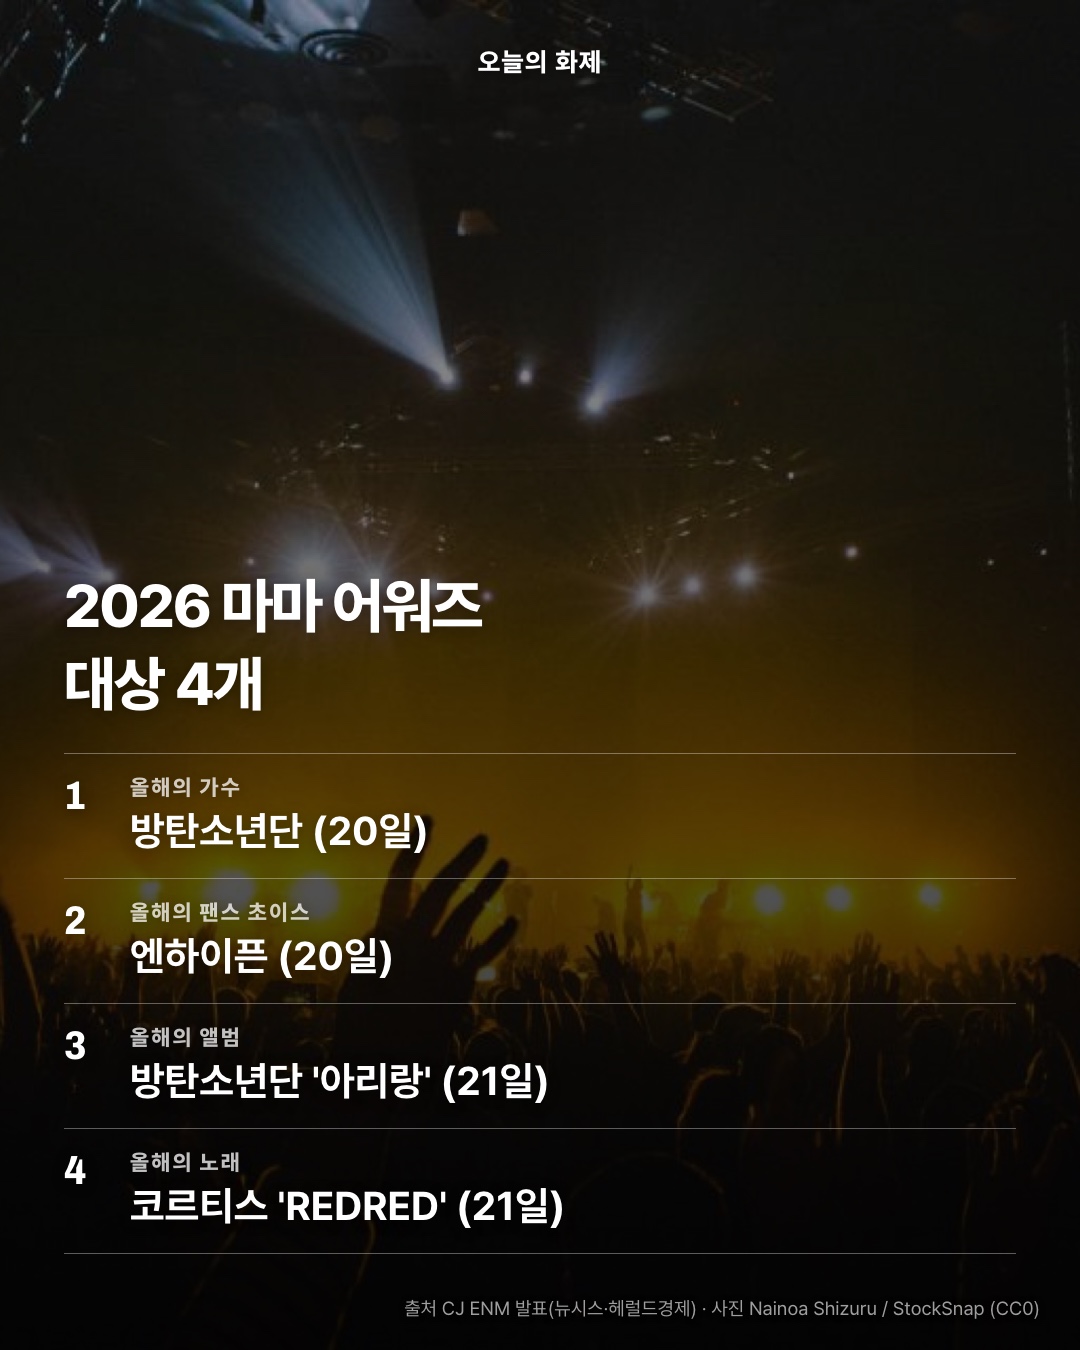 오늘의 화제
2026 마마 어워즈
대상 4개
1
올해의 가수
방탄소년단 (20일)
2
올해의 팬스 초이스
엔하이픈 (20일)
3
올해의 앨범
방탄소년단 '아리랑' (21일)
4
올해의 노래
코르티스 'REDRED' (21일)
출처 CJ ENM 발표(뉴시스·헤럴드경제) · 사진 Nainoa Shizuru / StockSnap (CC0)